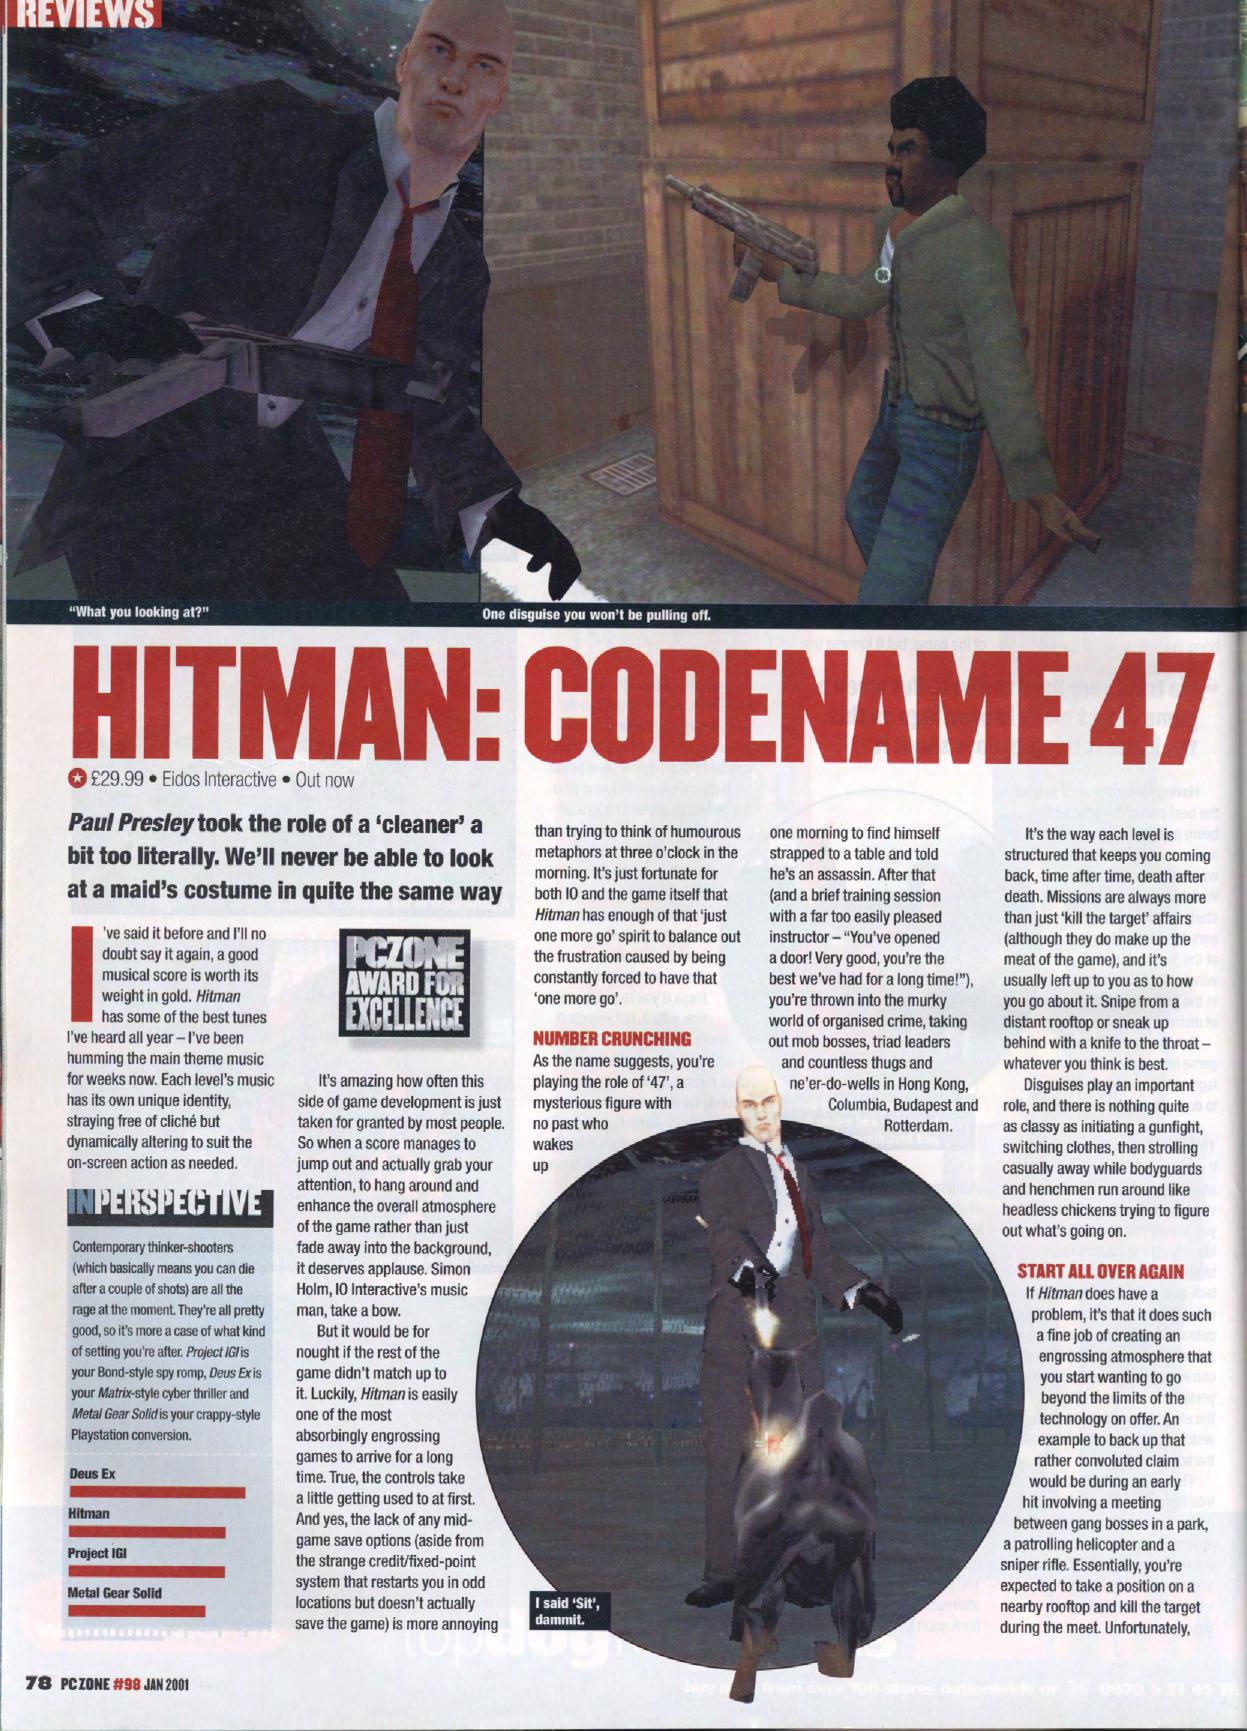 REVIEWS
"What you looking at?"
One disguise you won't be pulling off.
HITMAN: CODENAME 47
£29.99 • Eidos Interactive • Out now
Paul Presley took the role of a 'cleaner' a
bit too literally. We'll never be able to look
at a maid's costume in quite the same way
I've said it before and I'll no
doubt say it again, a good
musical score is worth its
weight in gold. Hitman
has some of the best tunes
I've heard all year – I've been
humming the main theme music
for weeks now. Each level's music
has its own unique identity,
straying free of cliché but
dynamically altering to suit the
on-screen action as needed.
INPERSPECTIVE
Contemporary thinker-shooters
(which basically means you can die
after a couple of shots) are all the
rage at the moment. They're all pretty
good, so it's more a case of what kind
of setting you're after. Project IGI is
your Bond-style spy romp, Deus Ex is
your Matrix-style cyber thriller and
Metal Gear Solid is your crappy-style
Playstation conversion.
Deus Ex
Hitman
Project IGI
Metal Gear Solid
PCZONE
AWARD FOR
EXCELLENCE
It's amazing how often this
side of game development is just
taken for granted by most people.
So when a score manages to
jump out and actually grab your
attention, to hang around and
enhance the overall atmosphere
of the game rather than just
fade away into the background,
it deserves applause. Simon
Holm, IO Interactive's music
man, take a bow.
But it would be for
nought if the rest of the
game didn't match up to
it. Luckily, Hitman is easily
one of the most
absorbingly engrossing
games to arrive for a long
time. True, the controls take
a little getting used to at first.
And yes, the lack of any mid-
game save options (aside from
the strange credit/fixed-point
system that restarts you in odd
locations but doesn't actually
save the game) is more annoying
than trying to think of humourous
metaphors at three o'clock in the
morning. It's just fortunate for
both IO and the game itself that
Hitman has enough of that 'just
one more go' spirit to balance out
the frustration caused by being
constantly forced to have that
'one more go'.
NUMBER CRUNCHING
As the name suggests, you're
playing the role of '47', a
mysterious figure with
no past who
wakes
up
one morning to find himself
strapped to a table and told
he's an assassin. After that
(and a brief training session
with a far too easily pleased
instructor – "You've opened
a door! Very good, you're the
best we've had for a long time!"),
you're thrown into the murky
world of organised crime, taking
out mob bosses, triad leaders
and countless thugs and
ne'er-do-wells in Hong Kong,
Columbia, Budapest and
Rotterdam.
I said 'Sit',
dammit.
It's the way each level is
structured that keeps you coming
back, time after time, death after
death. Missions are always more
than just 'kill the target' affairs
(although they do make up the
meat of the game), and it's
usually left up to you as to how
you go about it. Snipe from a
distant rooftop or sneak up
behind with a knife to the throat –
whatever you think is best.
Disguises play an important
role, and there is nothing quite
as classy as initiating a gunfight,
switching clothes, then strolling
casually away while bodyguards
and henchmen run around like
headless chickens trying to figure
out what's going on.
START ALL OVER AGAIN
If Hitman does have a
problem, it's that it does such
a fine job of creating an
engrossing atmosphere that
you start wanting to go
beyond the limits of the
technology on offer. An
example to back up that
rather convoluted claim
would be during an early
hit involving a meeting
between gang bosses in a park,
a patrolling helicopter and a
sniper rifle. Essentially, you're
expected to take a position on a
nearby rooftop and kill the target
during the meet. Unfortunately,
78 PCZONE #98 JAN 2001